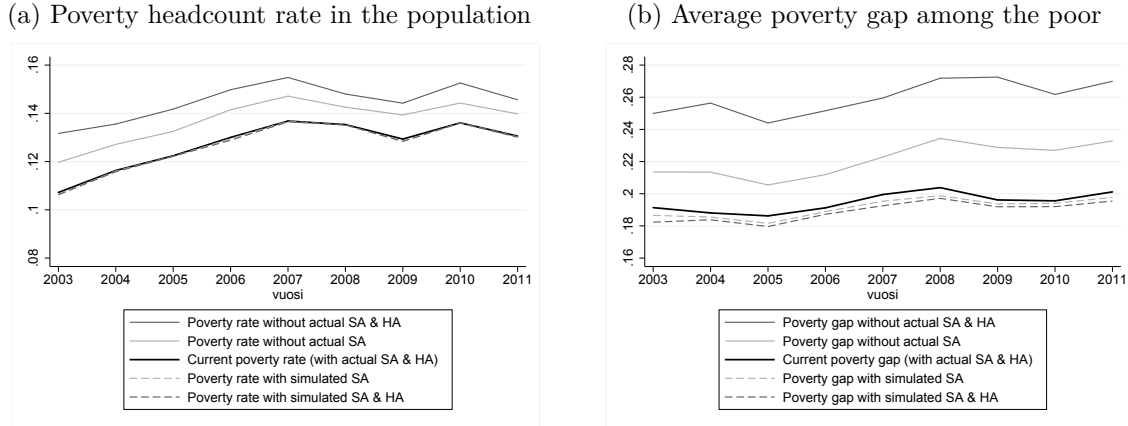 (a) Poverty headcount rate in the population
.16
.14
.12
.1
.08
2003 2004 2005 2006 2007 2008 2009 2010 2011
vuosi
Poverty rate without actual SA & HA
Poverty rate without actual SA
Current poverty rate (with actual SA & HA)
Poverty rate with simulated SA
Poverty rate with simulated SA & HA
(b) Average poverty gap among the poor
.28
.26
.24
.22
.2
.18
.16
2003 2004 2005 2006 2007 2008 2009 2010 2011
vuosi
Poverty gap without actual SA & HA
Poverty gap without actual SA
Current poverty gap (with actual SA & HA)
Poverty gap with simulated SA
Poverty gap with simulated SA & HA